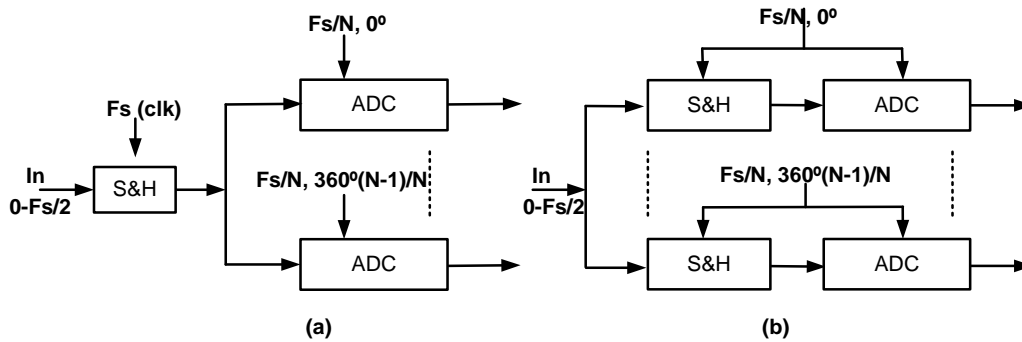 Fs/N, 0º
ADC
Fs (clk)
In
S&H
0-Fs/2
Fs/N, 360º(N-1)/N
ADC
(a)
Fs/N, 0º
S&H
ADC
In
0-Fs/2
Fs/N, 360º(N-1)/N
S&H
ADC
(b)